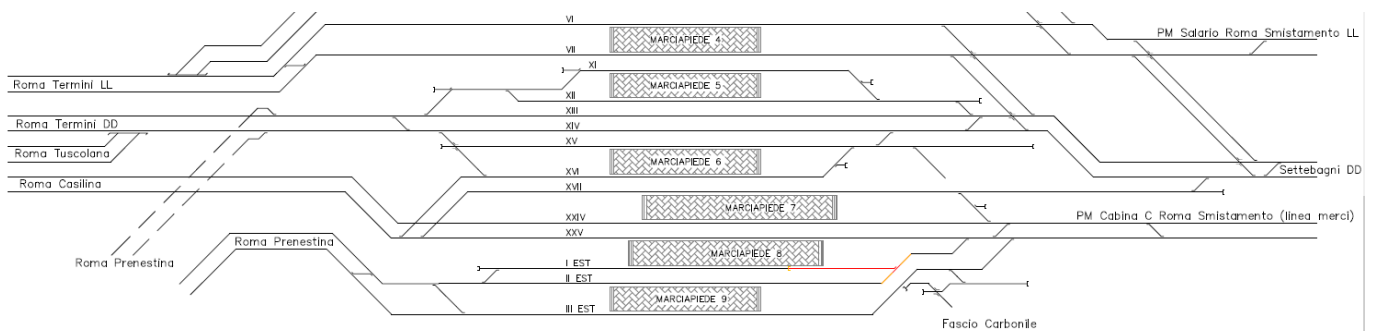 VI
MARCIAPIEDE 4
PM Salario Roma Smistamento LL
VII
XI
Roma Termini LL
MARCIAPIEDE 5
XII
XIII
Roma Termini DD
XIV
XV
Roma Tuscolana
MARCIAPIEDE 6
XVI
Settebagni DD
Roma Casilina
XVII
MARCIAPIEDE 7
XXIV
PM Cabina C Roma Smistamento (linea merci)
XXV
Roma Prenestina
MARCIAPIEDE 8
Roma Prenestina
I EST
II EST
MARCIAPIEDE 9
III EST
Fascio Carbonile